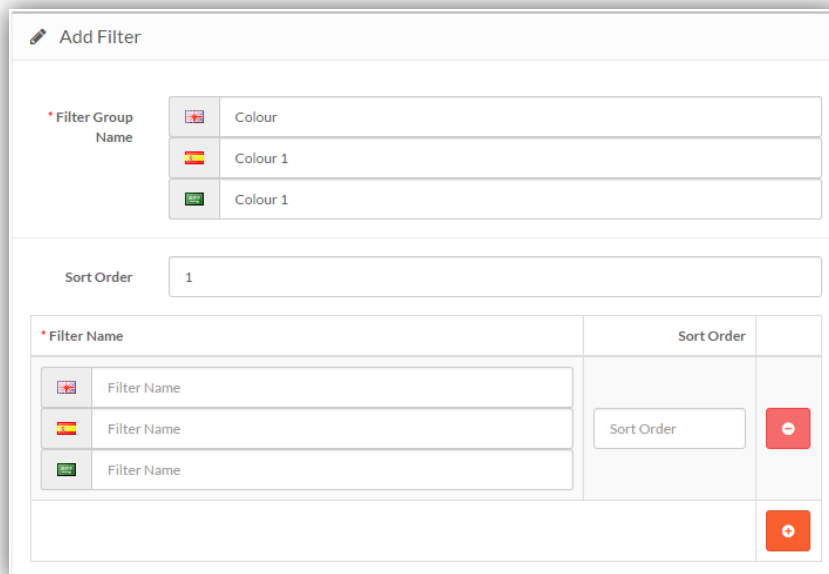 Add Filter
* Filter Group
Name
Colour
Colour 1
Colour 1
Sort Order
1
* Filter Name
Sort Order
Filter Name
Filter Name
Sort Order
Filter Name